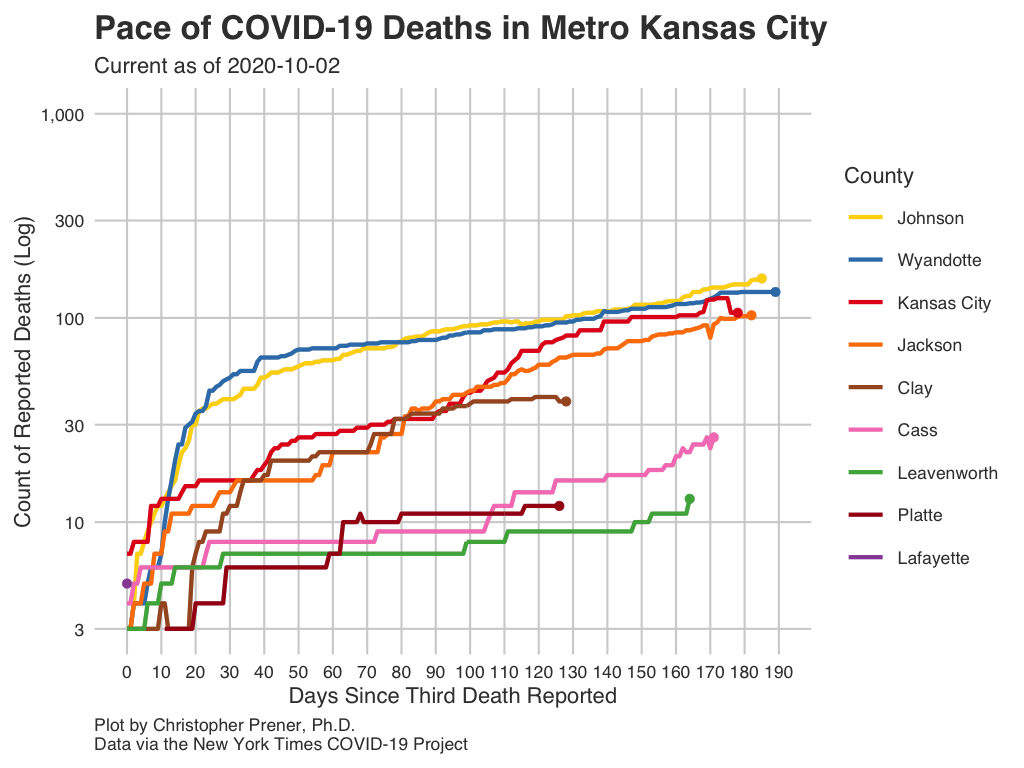 Pace of COVID-19 Deaths in Metro Kansas City
Current as of 2020-10-02
Count of Reported Deaths (Log)
1,000
300
100
30
10
3
0 10 20 30 40 50 60 70 80 90 100 110 120 130 140 150 160 170 180 190
Days Since Third Death Reported
County
Johnson
Wyandotte
Kansas City
Jackson
Clay
Cass
Leavenworth
Platte
Lafayette
Plot by Christopher Prener, Ph.D.
Data via the New York Times COVID-19 Project